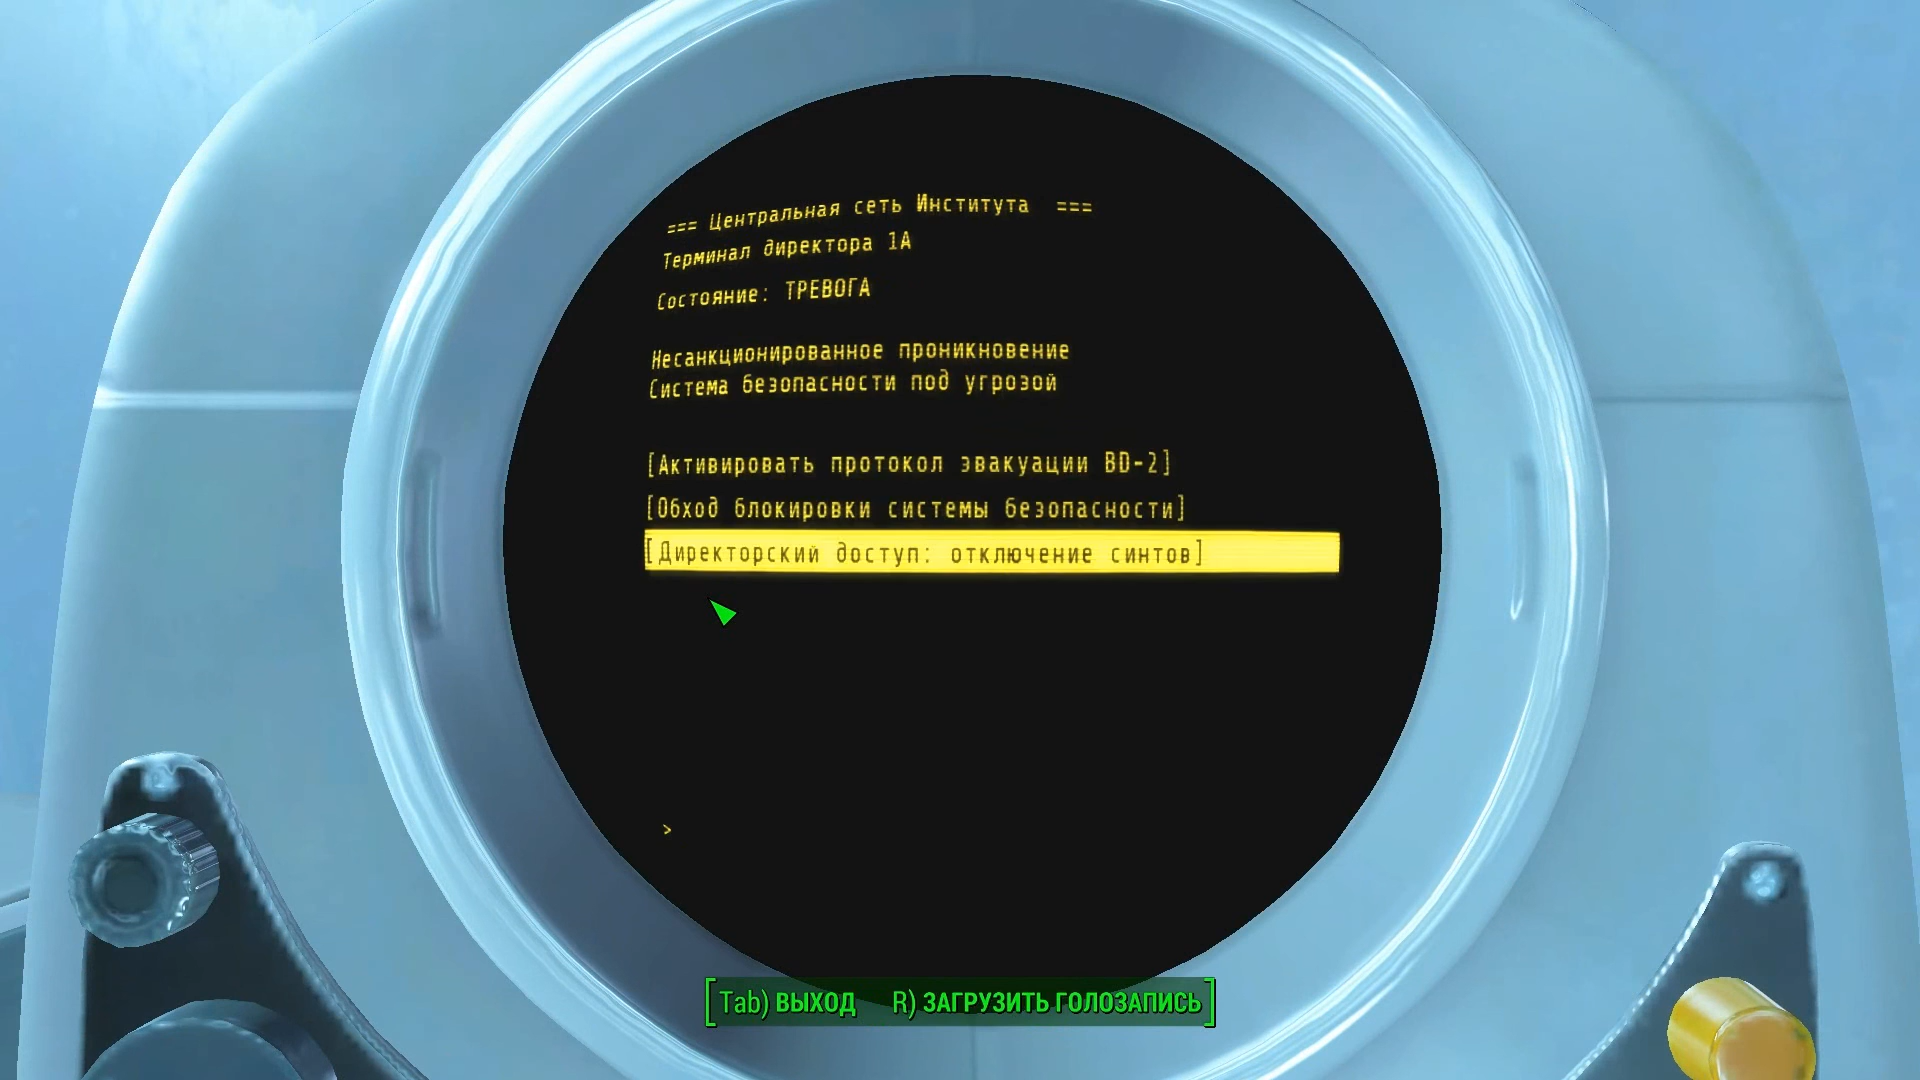 === Центральная сеть Института ===
Терминал директора 1А
Состояние: ТРЕВОГА
Несанкционированное проникновение
Система безопасности под угрозой
[Активировать протокол эвакуации BD-2]
[Обход блокировки системы безопасности]
[Директорский доступ: отключение синтов]
>
[Tab) ВЫХОД R) ЗАГРУЗИТЬ ГОЛОЗАПИСЬ]